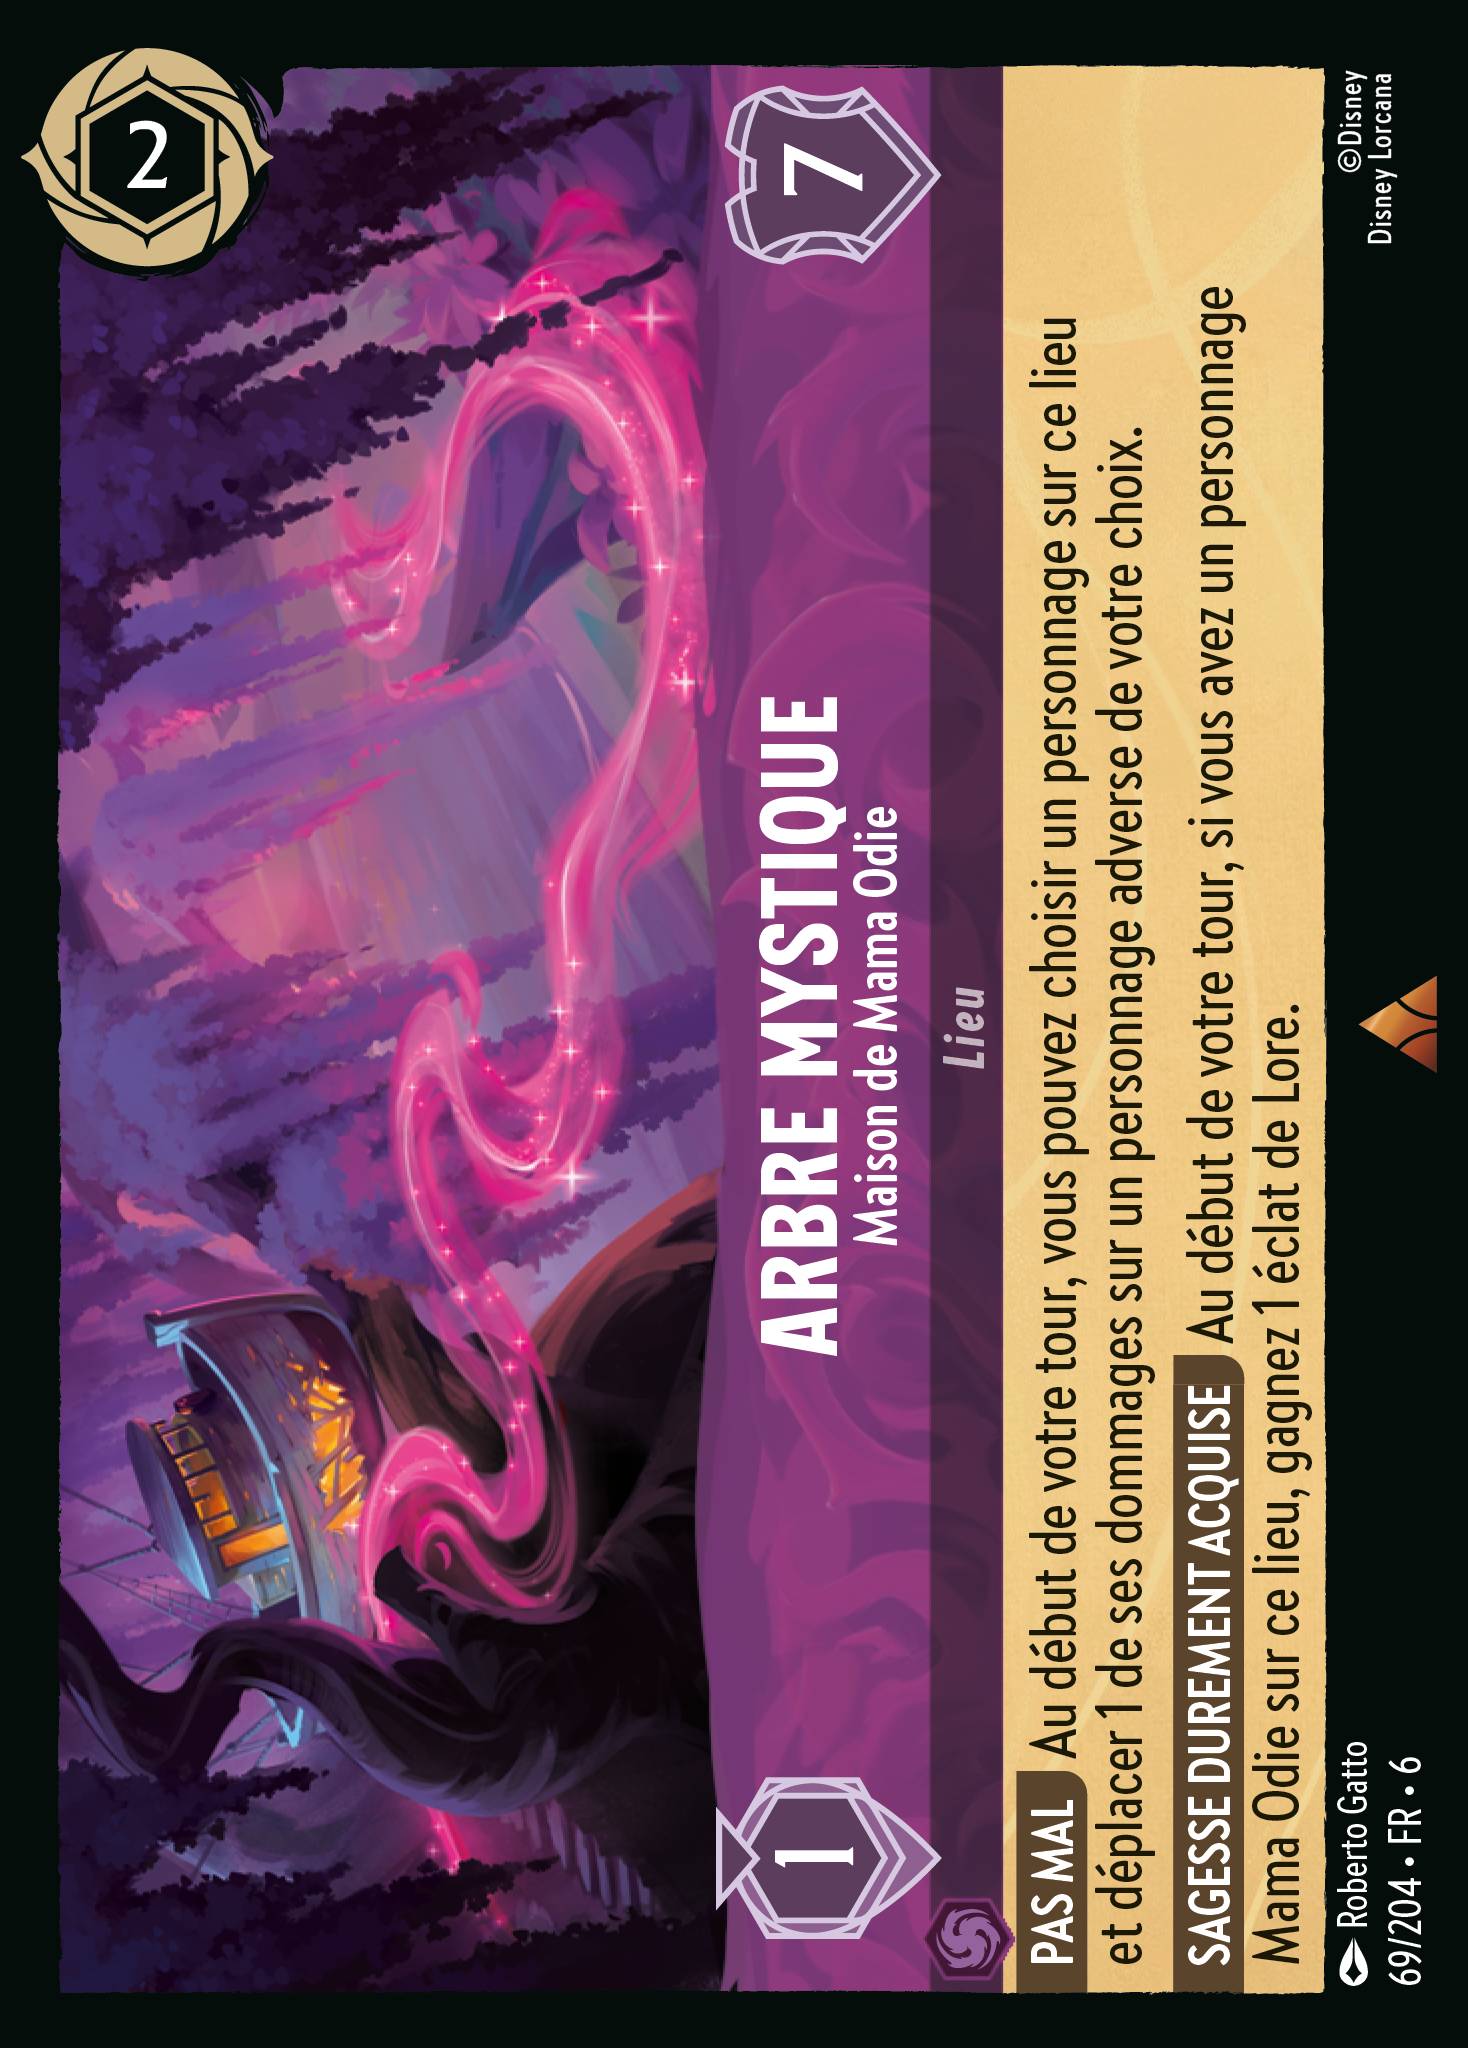 2
ARBRE MYSTIQUE
Maison de Mama Odie
1
7
Lieu
PAS MAL Au début de votre tour, vous pouvez choisir un personnage sur ce lieu
et déplacer 1 de ses dommages sur un personnage adverse de votre choix.
SAGESSE DUREMENT ACQUISE Au début de votre tour, si vous avez un personnage
Mama Odie sur ce lieu, gagnez 1 éclat de Lore.
Roberto Gatto
69/204 • FR • 6
©Disney
Disney Lorcana